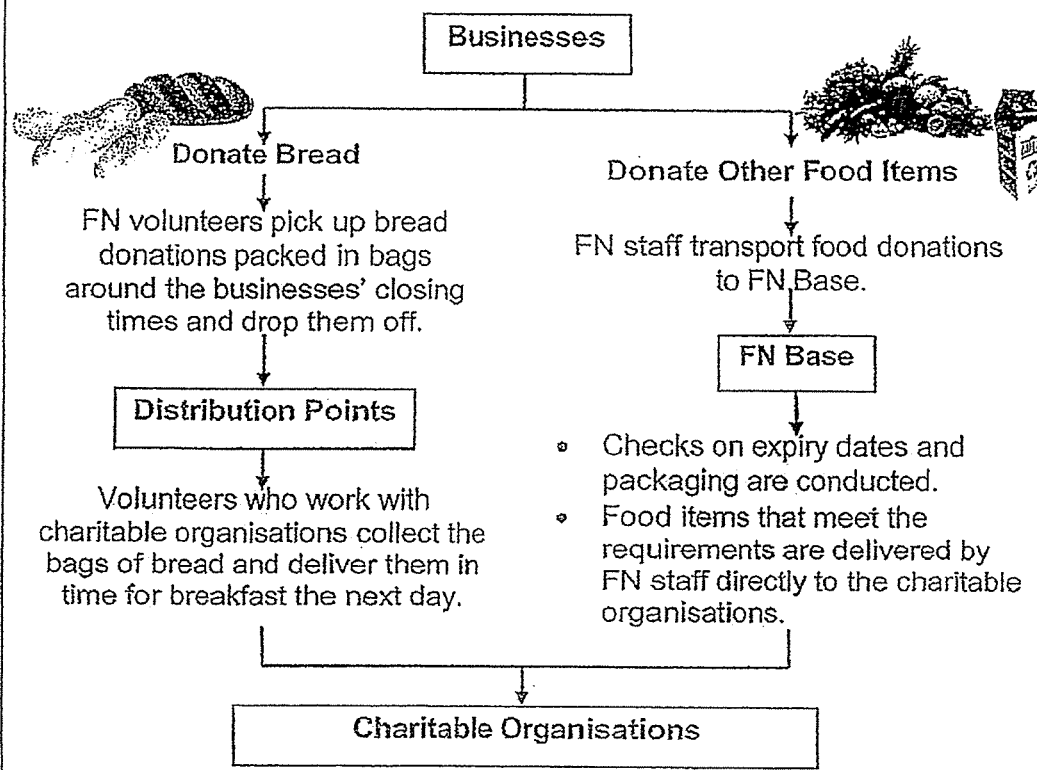 Businesses
Donate Bread
FN volunteers pick up bread
donations packed in bags
around the businesses' closing
times and drop them off.
Distribution Points
Volunteers who work with
charitable organisations collect the
bags of bread and deliver them in
time for breakfast the next day.
Donate Other Food Items
FN staff transport food donations
to FN Base.
FN Base
• Checks on expiry dates and
packaging are conducted.
• Food items that meet the
requirements are delivered by
FN staff directly to the charitable
organisations.
Charitable Organisations